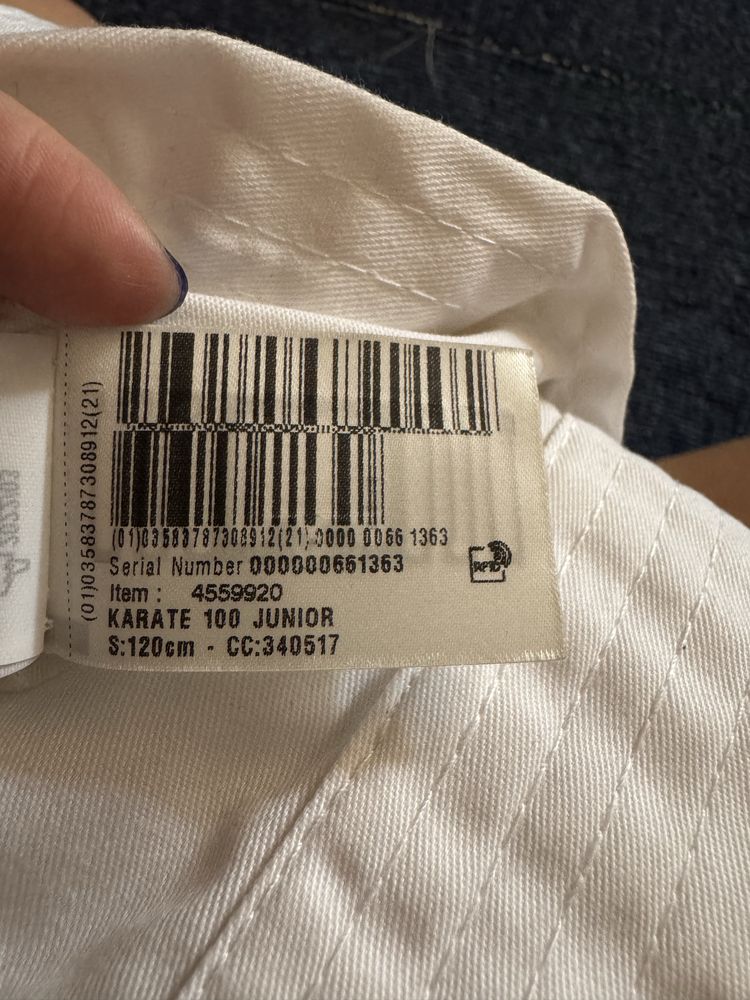 (01)03583787308912(21)
(01)03583787308912(21) 0000 0066 1363
Serial Number 000000661363
Item : 4559920
KARATE 100 JUNIOR
S:120cm - CC:340517
RFID